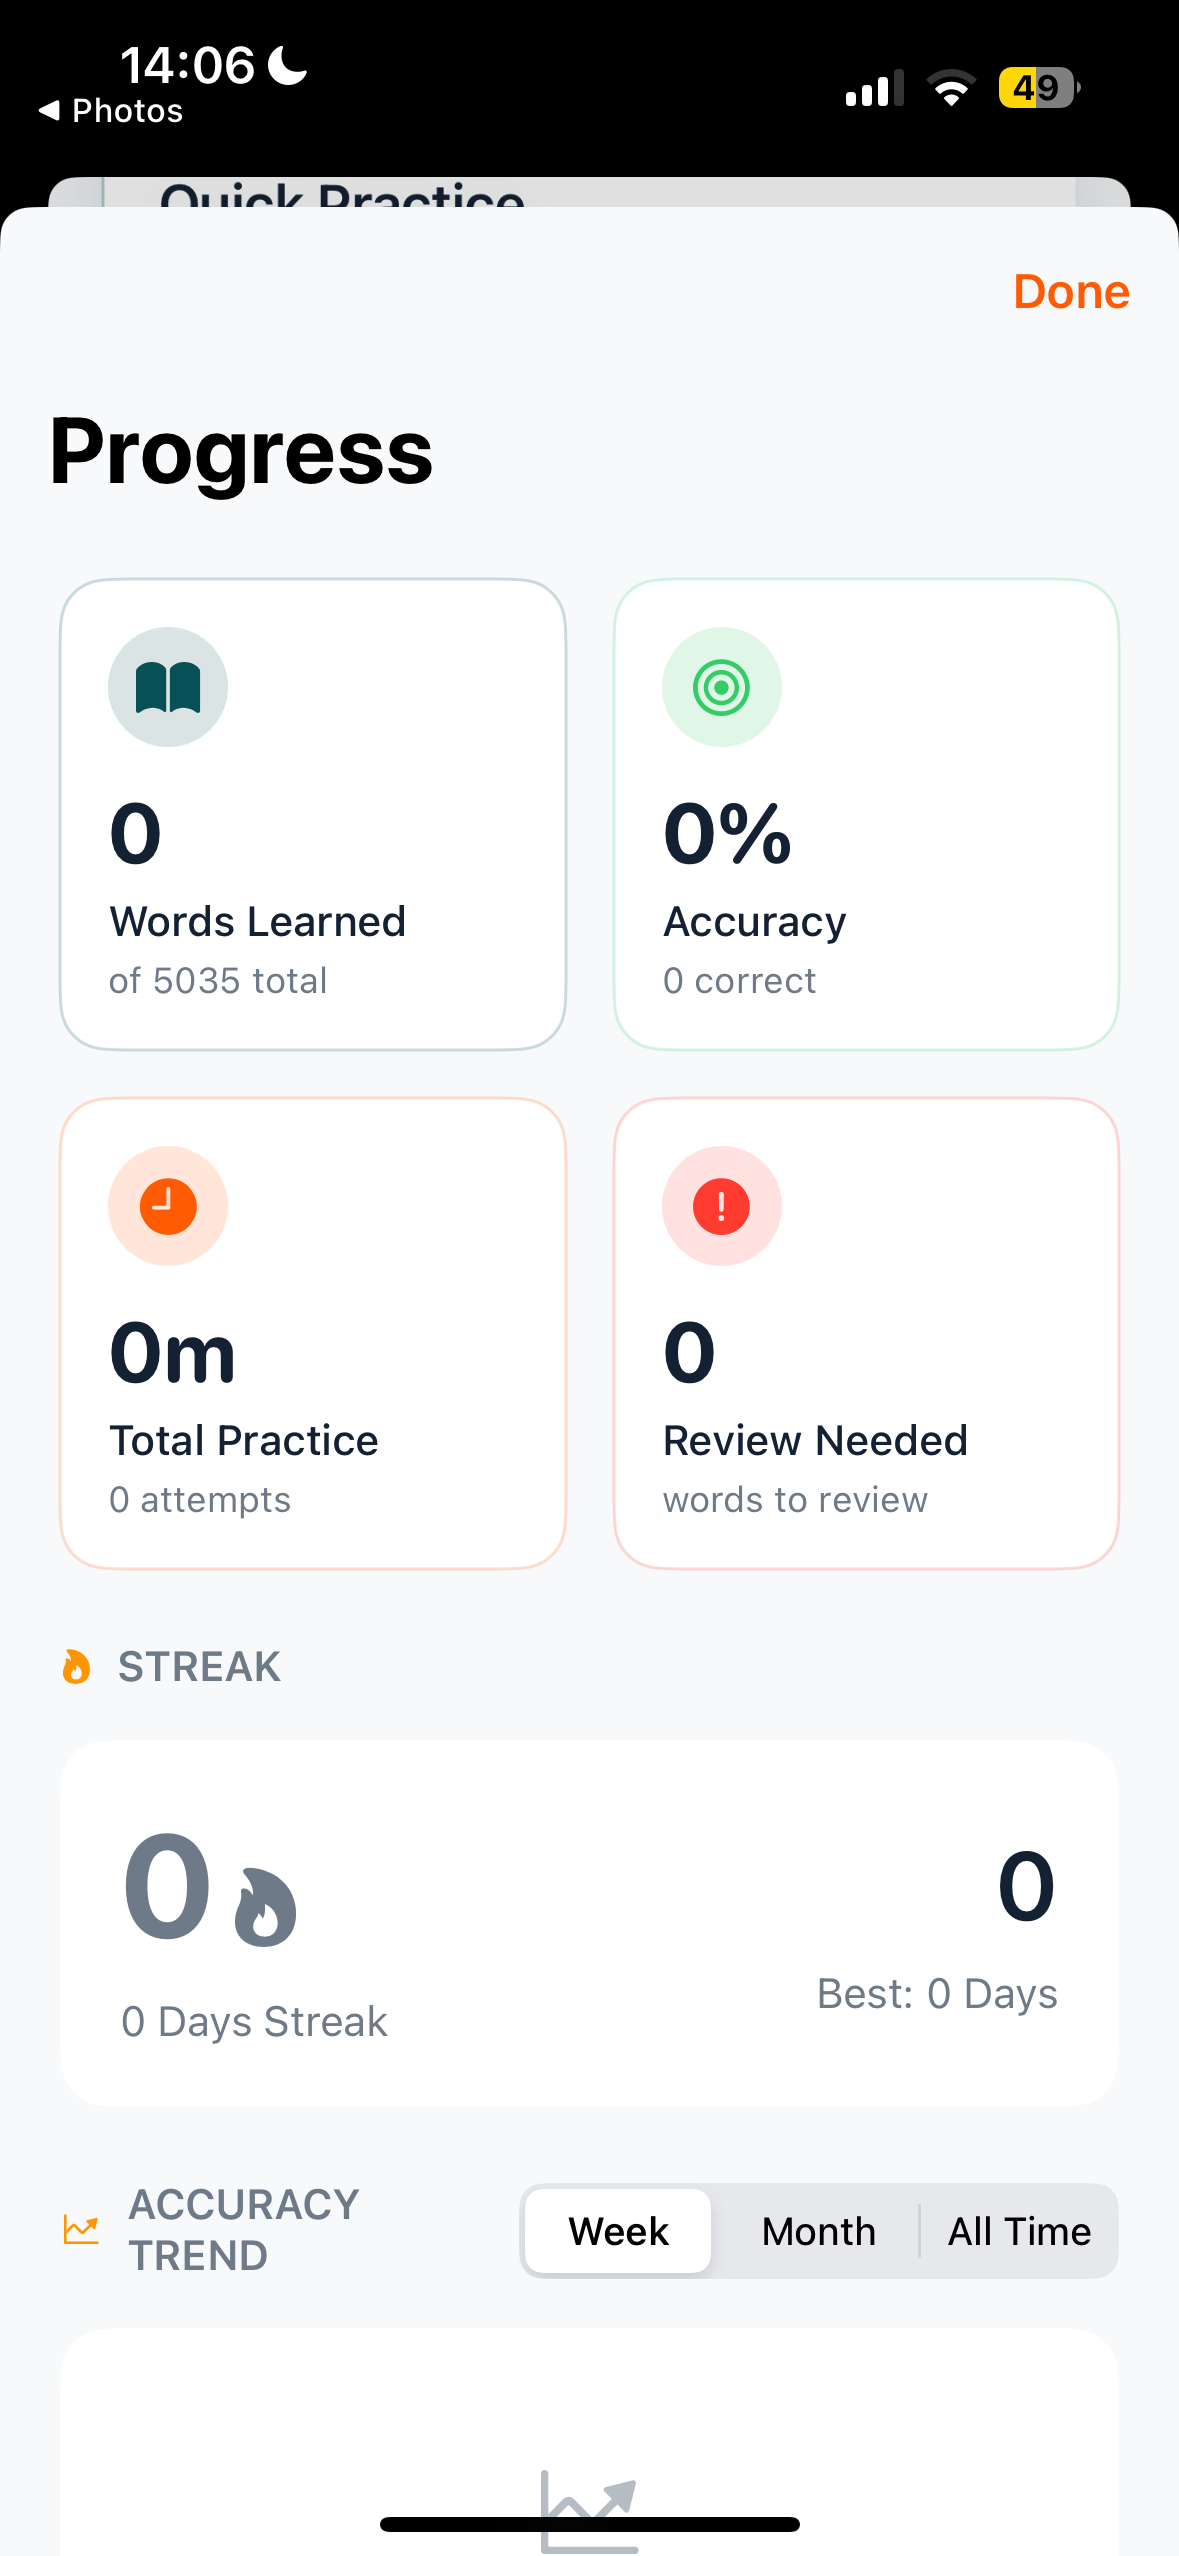 14:06
49
◀ Photos
Quick Practice
Done
Progress
0
Words Learned
of 5035 total
0%
Accuracy
0 correct
0m
Total Practice
0 attempts
0
Review Needed
words to review
STREAK
0
0 Days Streak
0
Best: 0 Days
ACCURACY
TREND
Week
Month
All Time